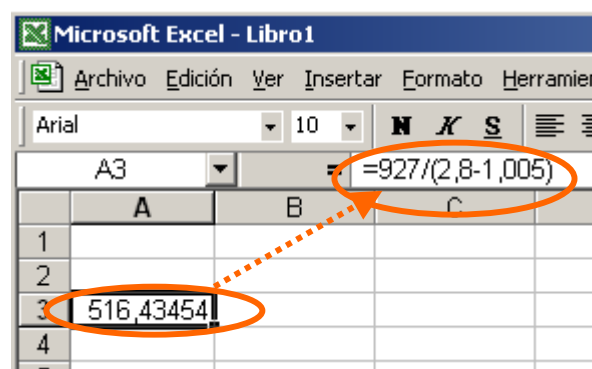 Microsoft Excel - Libro1
Archivo Edición Ver Insertar Formato Herramien
Arial 10 N K S
A3 = =927/(2,8-1,005)
A B C
1
2
3 516,43454
4